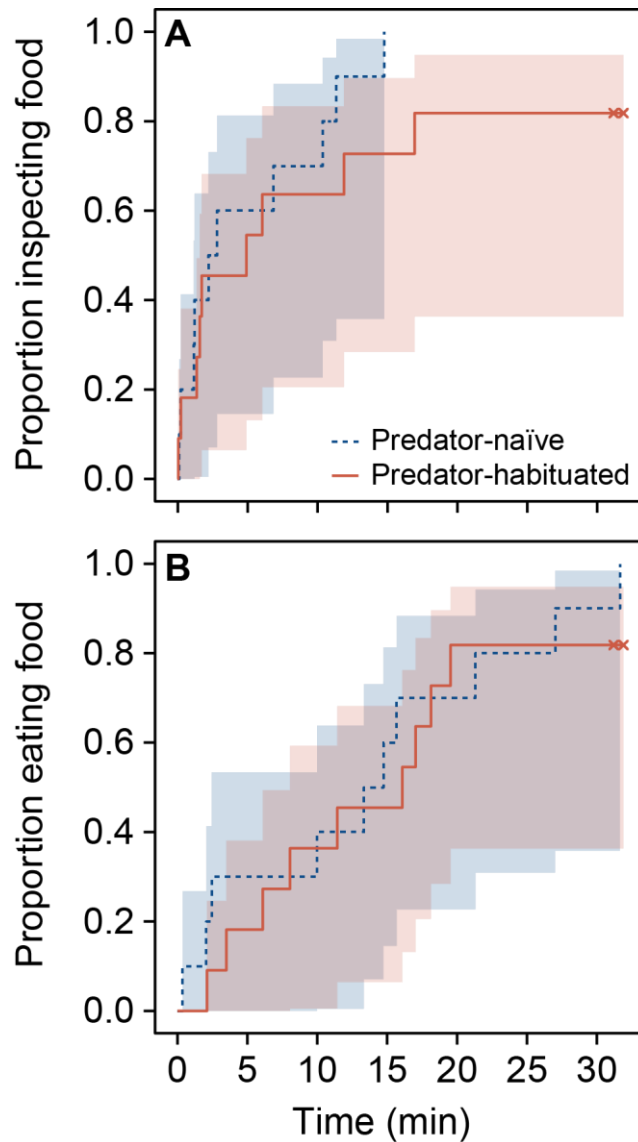 A
1.0
0.8
0.6
0.4
0.2
0.0
Proportion inspecting food
Predator-naïve
Predator-habituated
B
1.0
0.8
0.6
0.4
0.2
0.0
Proportion eating food
0 5 10 15 20 25 30
Time (min)